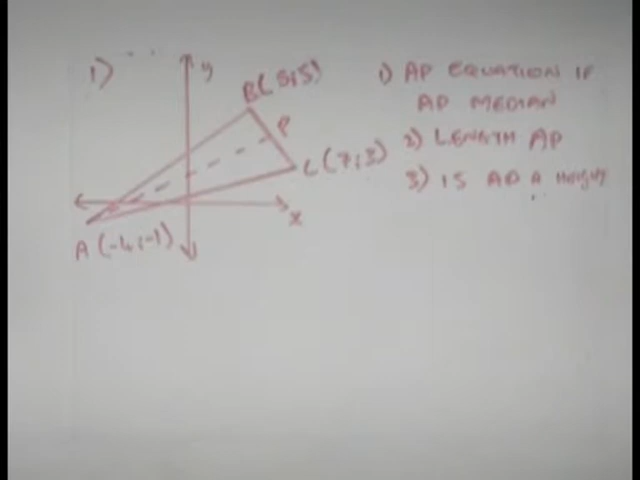 1)
y
B(5;5)
P
C(7;3)
x
A(-4;-1)
1) AP EQUATION IF
AP MEDIAN
2) LENGTH AP
3) IS AP A HEIGHT